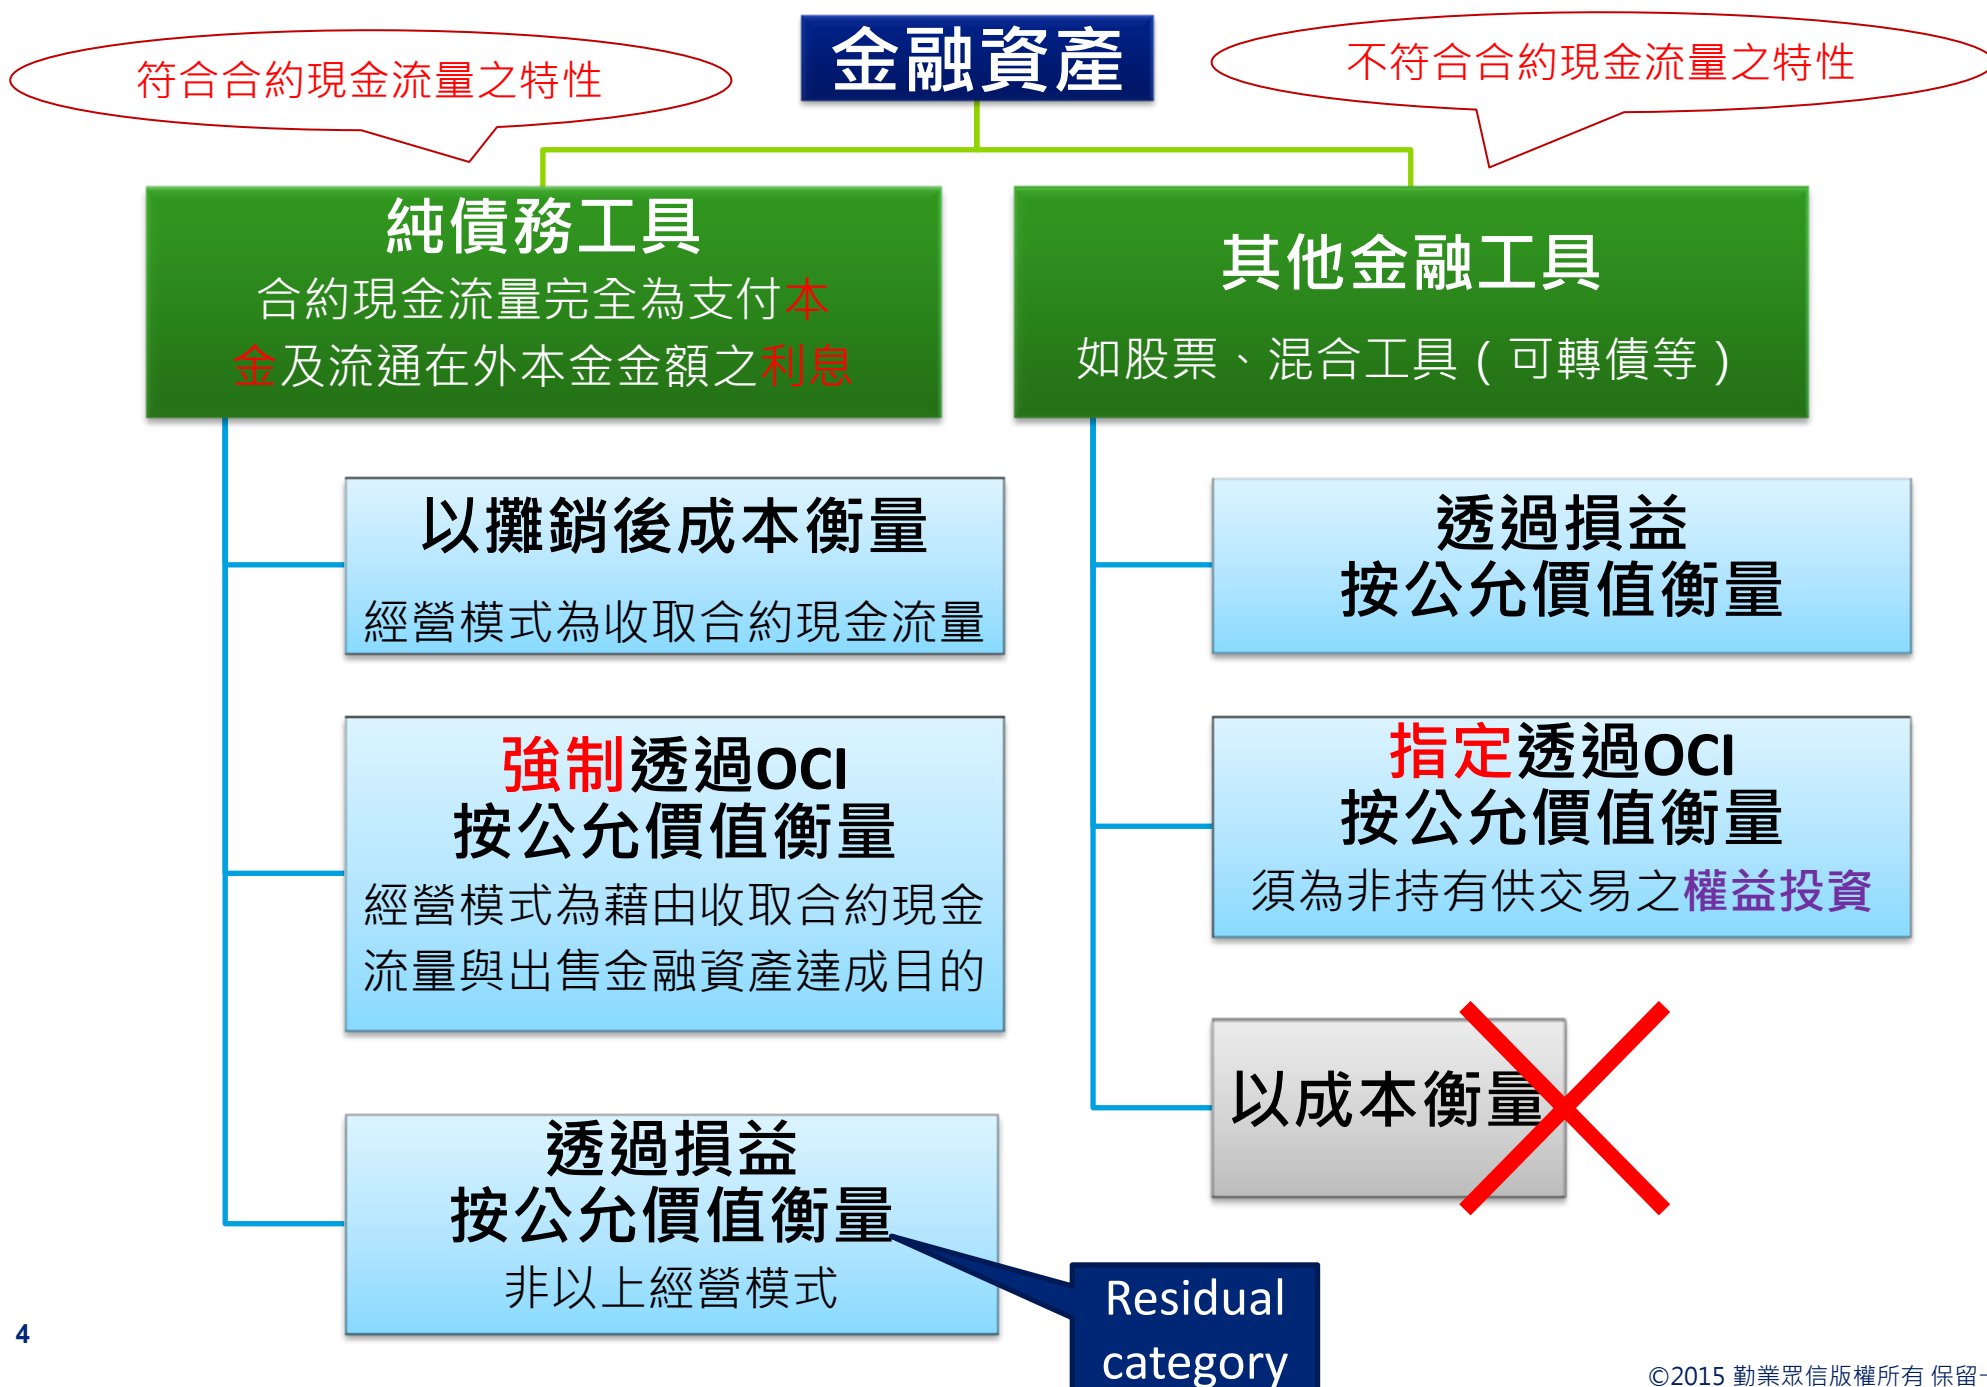 金融資產
符合合約現金流量之特性
不符合合約現金流量之特性
純債務工具
合約現金流量完全為支付本
金及流通在外本金金額之利息
以攤銷後成本衡量
經營模式為收取合約現金流量
強制透過OCI
按公允價值衡量
經營模式為藉由收取合約現金
流量與出售金融資產達成目的
透過損益
按公允價值衡量
非以上經營模式
Residual
category
其他金融工具
如股票、混合工具（可轉債等）
透過損益
按公允價值衡量
指定透過OCI
按公允價值衡量
須為非持有供交易之權益投資
以成本衡量
4
©2015 勤業眾信版權所有 保留